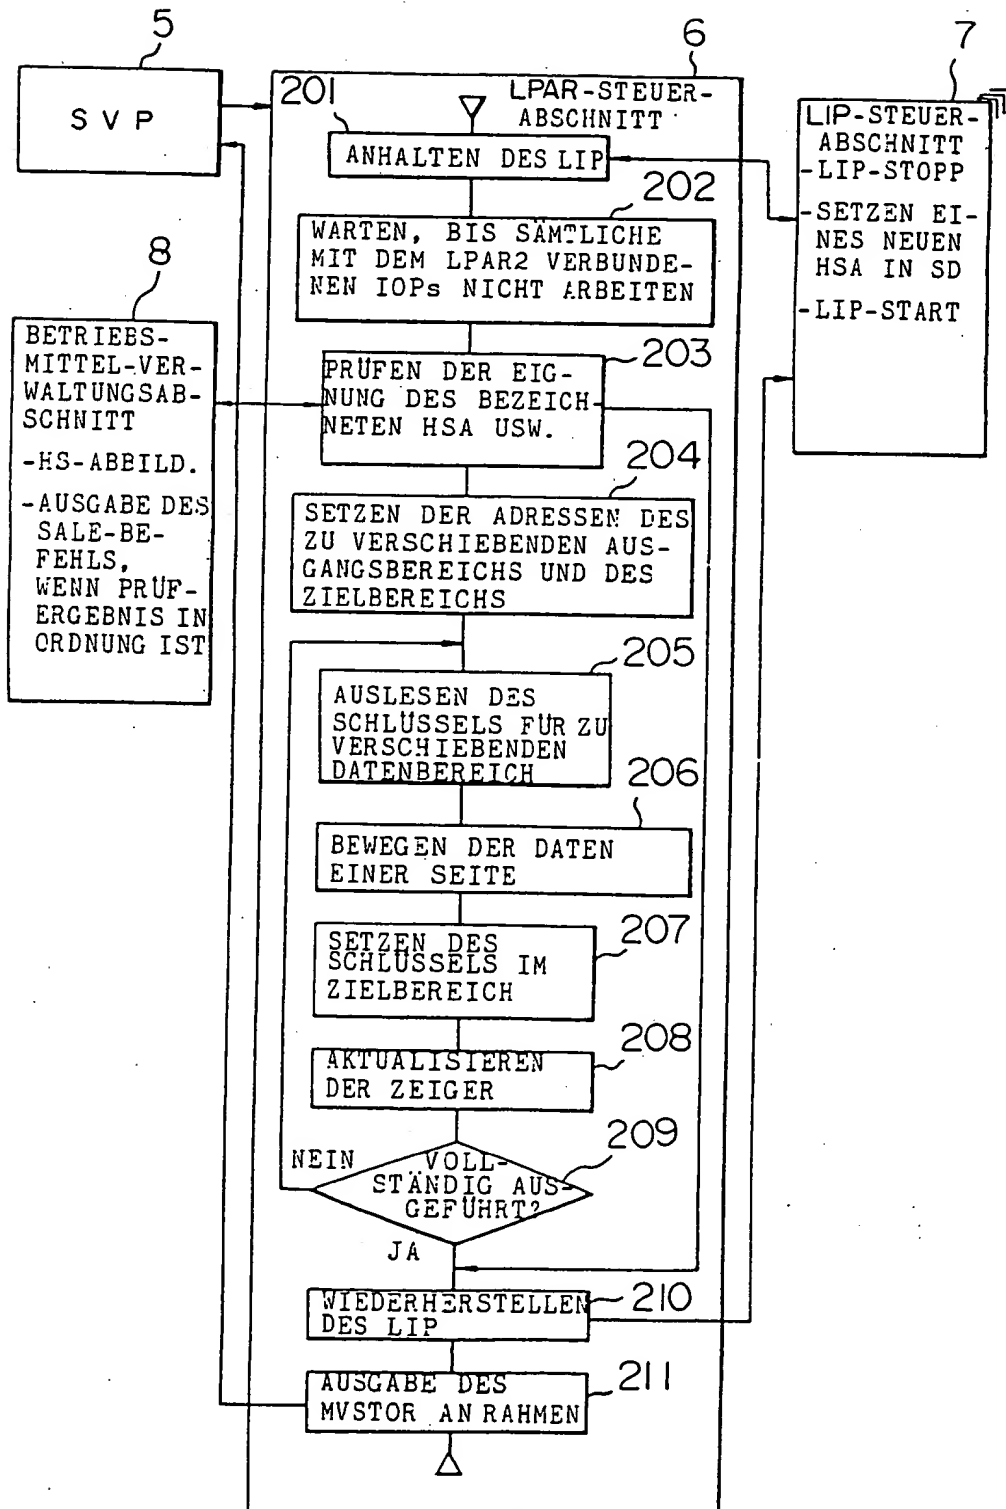 5
6
7
S V P
201
LPAR-STEUER-
ABSCHNITT
ANHALTEN DES LIP
LIP-STEUER-
ABSCHNITT
-LIP-STOPP
-SETZEN EI-
NES NEUEN
HSA IN SD
-LIP-START
202
WARTEN, BIS SÄMTLICHE
MIT DEM LPAR2 VERBUNDE-
NEN IOPs NICHT ARBEITEN
8
BETRIEBS-
MITTEL-VER-
WALTUNGSAB-
SCHNITT
-HS-ABBILD.
-AUSGABE DES
SALE-BE-
FEHLS,
WENN PRÜF-
ERGEBNIS IN
ORDNUNG IST
203
PRÜFEN DER EIG-
NUNG DES BEZEICH-
NETEN HSA USW.
204
SETZEN DER ADRESSEN DES
ZU VERSCHIEBENDEN AUS-
GANGSBEREICHS UND DES
ZIELBEREICHS
205
AUSLESEN DES
SCHLÜSSELS FÜR ZU
VERSCHIEBENDEN
DATENBEREICH
206
BEWEGEN DER DATEN
EINER SEITE
207
SETZEN DES
SCHLÜSSELS IM
ZIELBEREICH
208
AKTUALISIEREN
DER ZEIGER
209
NEIN
VOLL-
STÄNDIG AUS-
GEFÜHRT?
JA
210
WIEDERHERSTELLEN
DES LIP
211
AUSGABE DES
MVSTOR AN RAHMEN